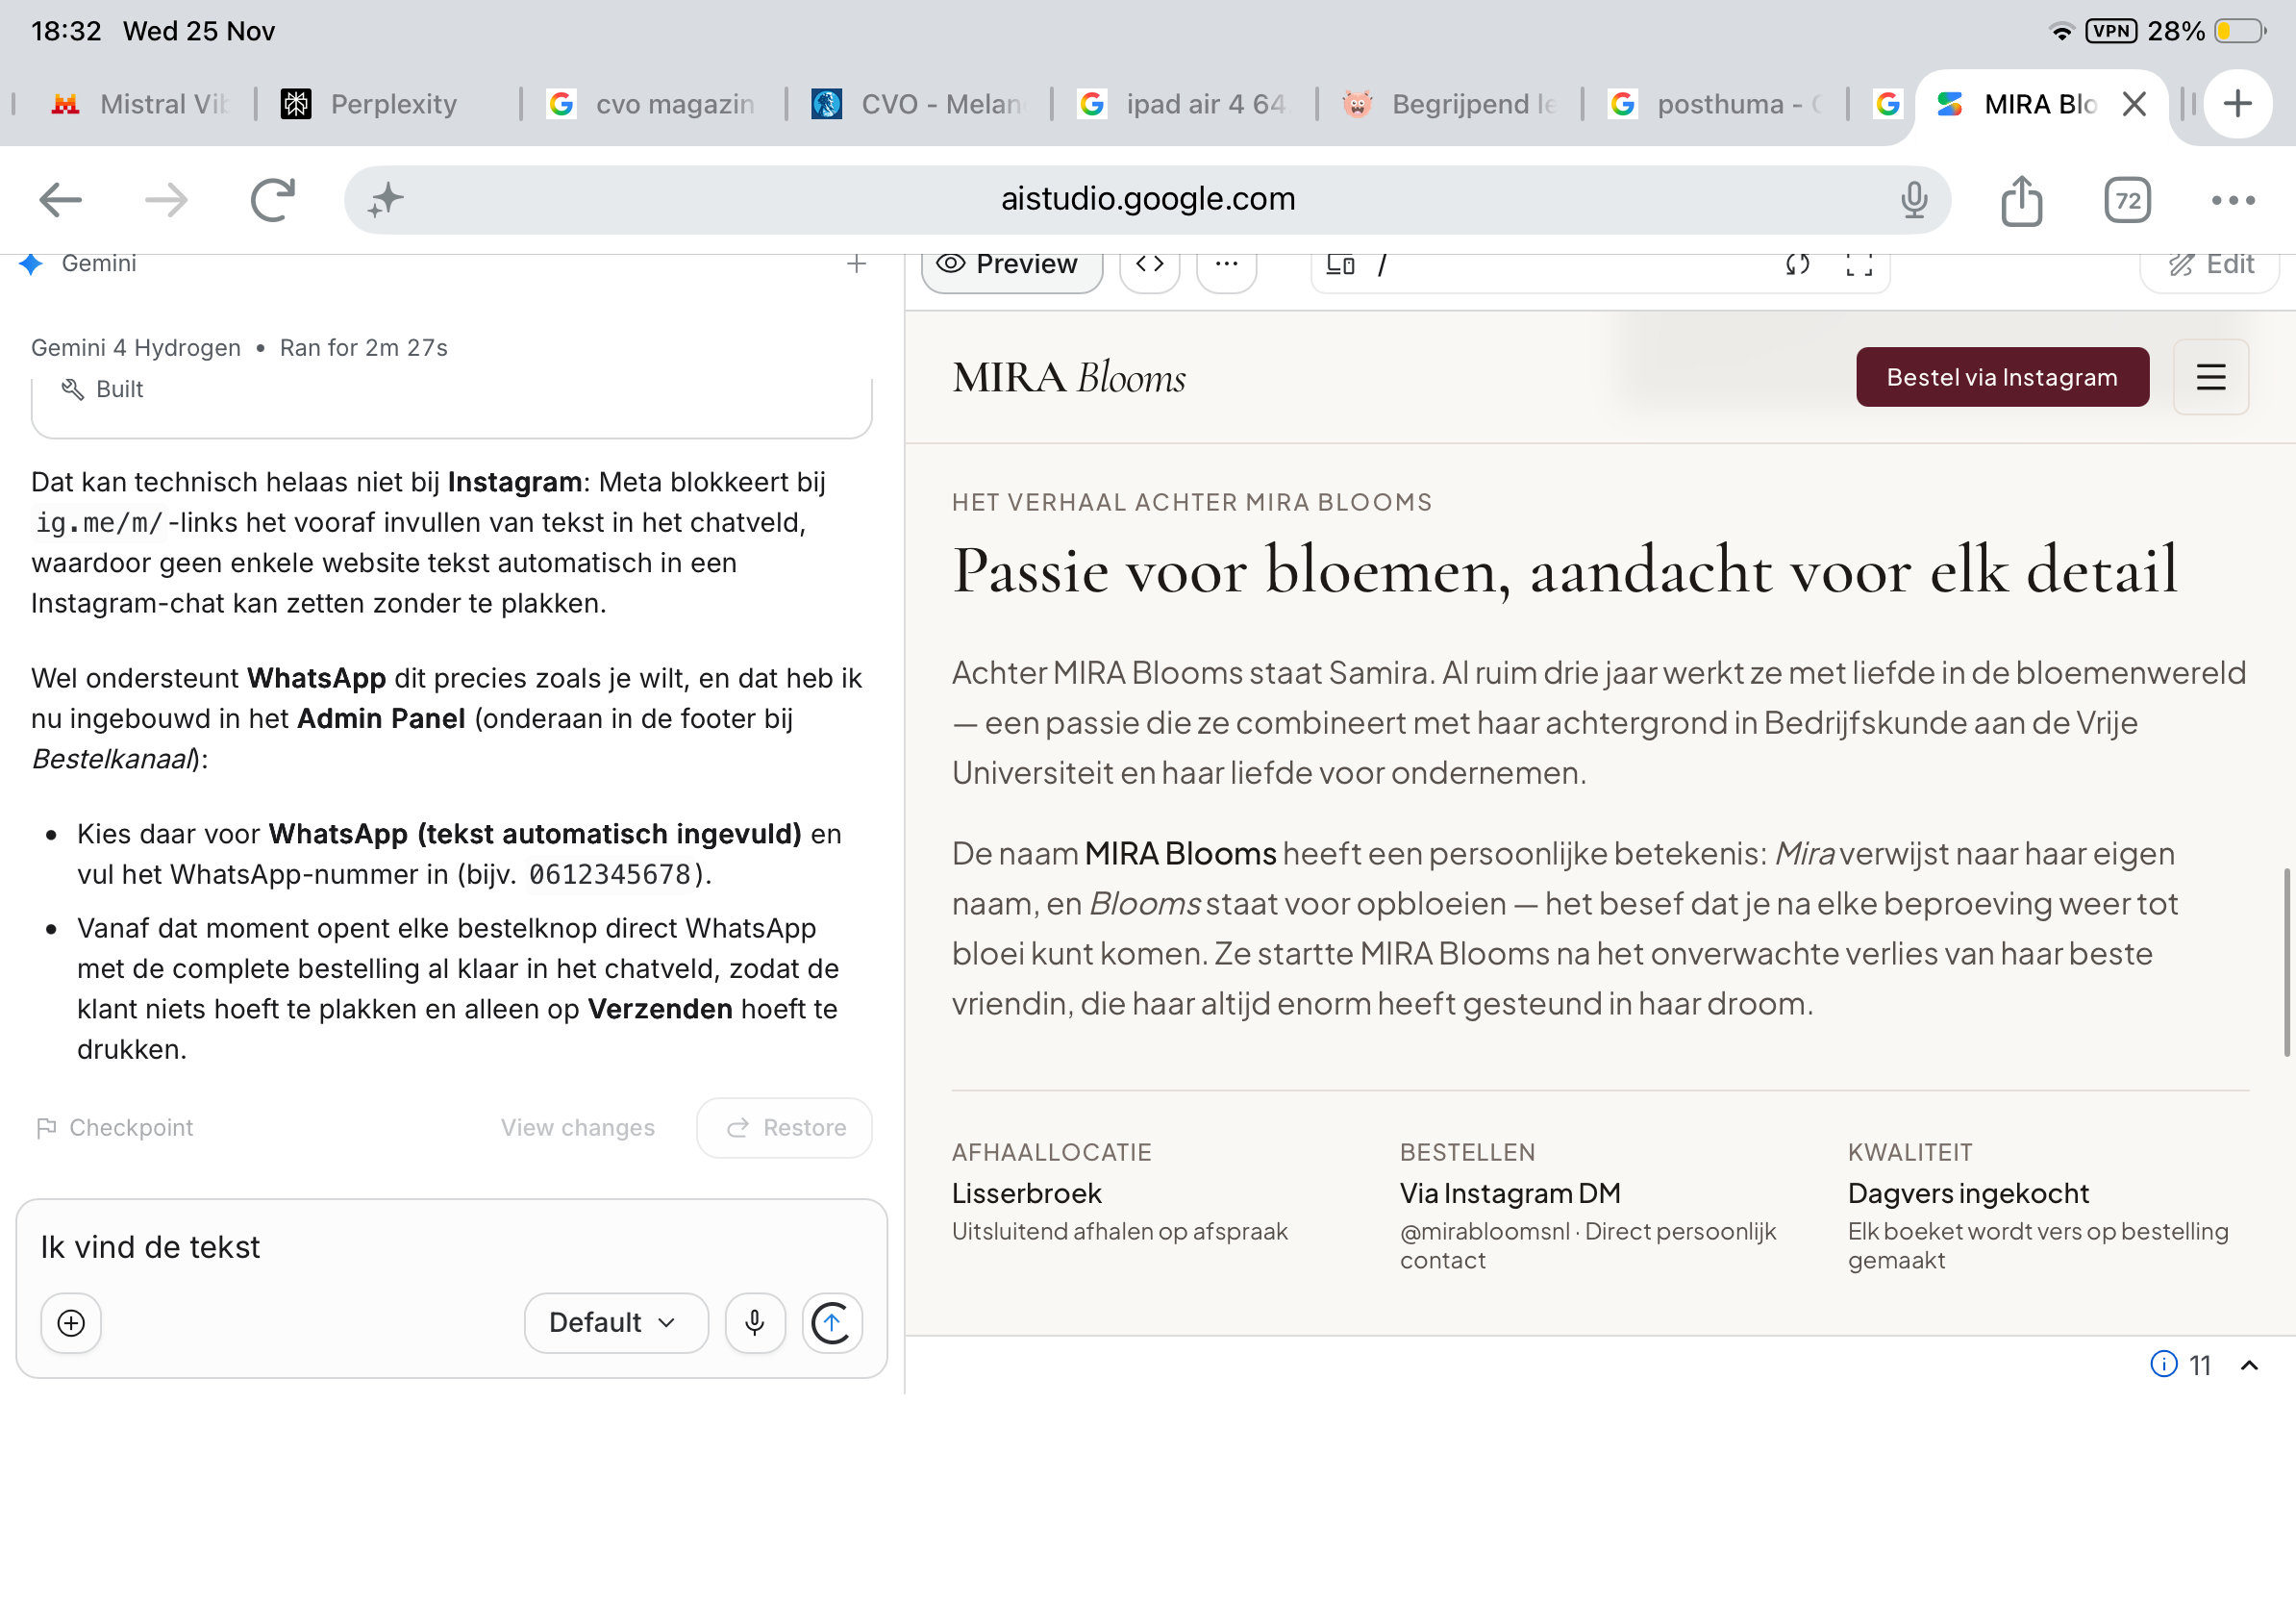 18:32 Wed 25 Nov
VPN 28%
Mistral Vib
Perplexity
cvo magazin
CVO - Melan
ipad air 4 64
Begrijpend le
posthuma - G
MIRA Blo
aistudio.google.com
72
Gemini
Preview
/
Edit
Gemini 4 Hydrogen • Ran for 2m 27s
Built
Dat kan technisch helaas niet bij Instagram: Meta blokkeert bij
ig.me/m/-links het vooraf invullen van tekst in het chatveld,
waardoor geen enkele website tekst automatisch in een
Instagram-chat kan zetten zonder te plakken.
Wel ondersteunt WhatsApp dit precies zoals je wilt, en dat heb ik
nu ingebouwd in het Admin Panel (onderaan in de footer bij
Bestelkanaal):
• Kies daar voor WhatsApp (tekst automatisch ingevuld) en
vul het WhatsApp-nummer in (bijv. 0612345678).
• Vanaf dat moment opent elke bestelknop direct WhatsApp
met de complete bestelling al klaar in het chatveld, zodat de
klant niets hoeft te plakken en alleen op Verzenden hoeft te
drukken.
Checkpoint
View changes
Restore
Ik vind de tekst
Default
MIRA Blooms
Bestel via Instagram
HET VERHAAL ACHTER MIRA BLOOMS
Passie voor bloemen, aandacht voor elk detail
Achter MIRA Blooms staat Samira. Al ruim drie jaar werkt ze met liefde in de bloemenwereld
— een passie die ze combineert met haar achtergrond in Bedrijfskunde aan de Vrije
Universiteit en haar liefde voor ondernemen.
De naam MIRA Blooms heeft een persoonlijke betekenis: Mira verwijst naar haar eigen
naam, en Blooms staat voor opbloeien — het besef dat je na elke beproeving weer tot
bloei kunt komen. Ze startte MIRA Blooms na het onverwachte verlies van haar beste
vriendin, die haar altijd enorm heeft gesteund in haar droom.
AFHAALLOCATIE
Lisserbroek
Uitsluitend afhalen op afspraak
BESTELLEN
Via Instagram DM
@mirabloomsnl · Direct persoonlijk
contact
KWALITEIT
Dagvers ingekocht
Elk boeket wordt vers op bestelling
gemaakt
11